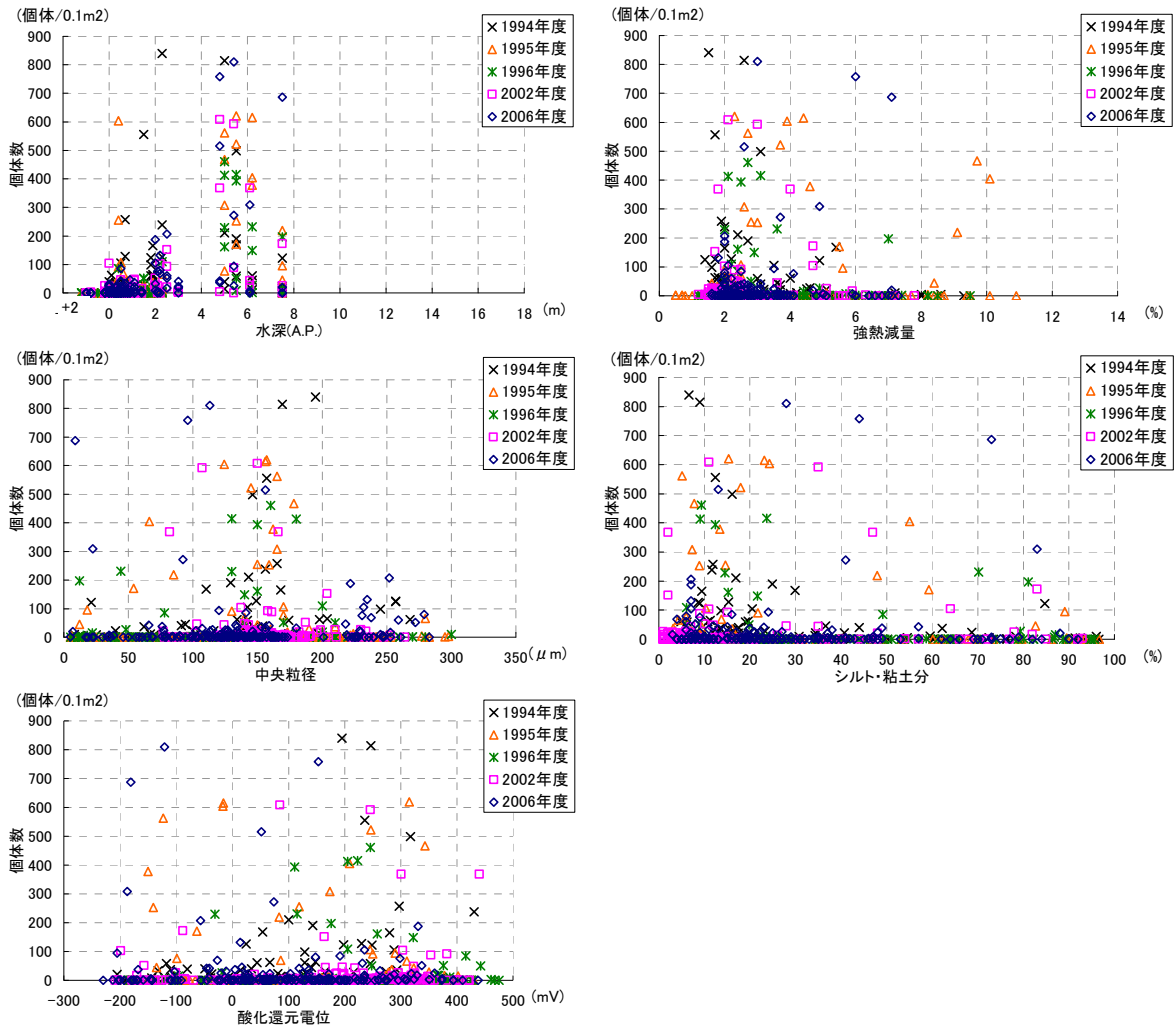 (個体/0.1m2)
900
800
700
600
500
400
300
200
100
0
個体数
-+2 0 2 4 6 8 10 12 14 16 18
(m)
水深(A.P.)
×1994年度
△1995年度
1996年度
□2002年度
◇2006年度
(個体/0.1m2)
900
800
700
600
500
400
300
200
100
0
個体数
0 2 4 6 8 10 12 14
(%)
強熱減量
×1994年度
△1995年度
1996年度
□2002年度
◇2006年度
(個体/0.1m2)
900
800
700
600
500
400
300
200
100
0
個体数
0 50 100 150 200 250 300 350
(μm)
中央粒径
×1994年度
△1995年度
1996年度
□2002年度
◇2006年度
(個体/0.1m2)
900
800
700
600
500
400
300
200
100
0
個体数
0 10 20 30 40 50 60 70 80 90 100
(%)
シルト・粘土分
×1994年度
△1995年度
1996年度
□2002年度
◇2006年度
(個体/0.1m2)
900
800
700
600
500
400
300
200
100
0
個体数
-300 -200 -100 0 100 200 300 400 500
(mV)
酸化還元電位
×1994年度
△1995年度
1996年度
□2002年度
◇2006年度